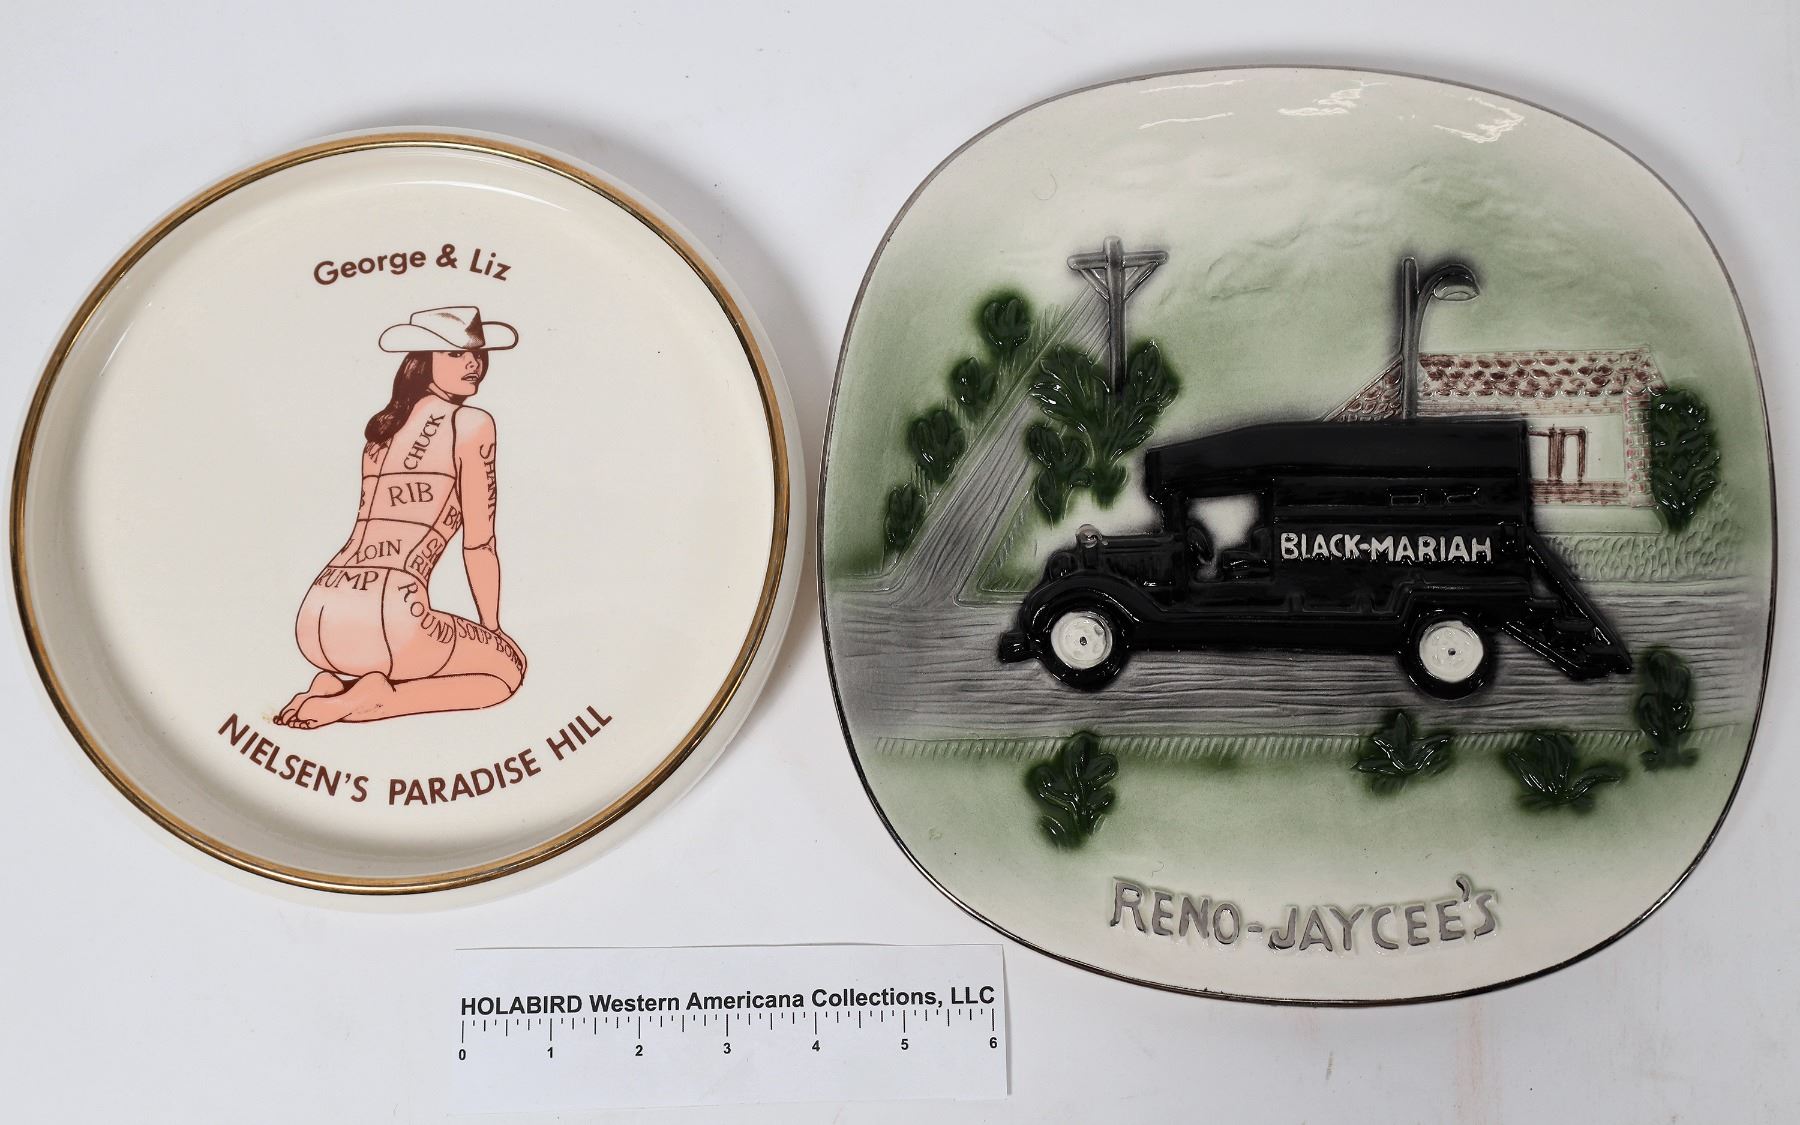 George & Liz
CHUCK
SHANK
RIB
LOIN
RUMP
ROUND
SOUP BONE
NIELSEN'S PARADISE HILL
BLACK-MARIAH
RENO-JAYCEE'S
HOLABIRD Western Americana Collections, LLC
0 1 2 3 4 5 6